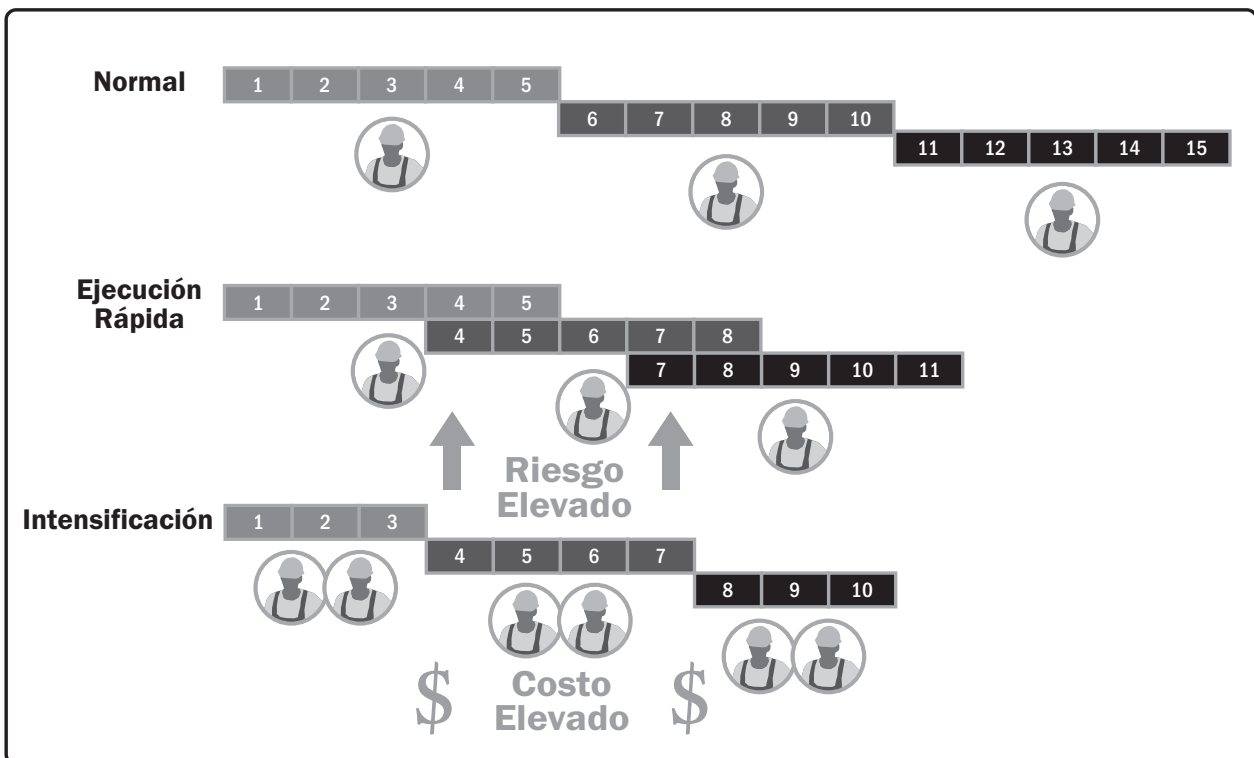 Normal
1 2 3 4 5
6 7 8 9 10
11 12 13 14 15
Ejecución
Rápida
1 2 3 4 5
4 5 6 7 8
7 8 9 10 11
Riesgo
Elevado
Intensificación
1 2 3
4 5 6 7
8 9 10
$ Costo $
Elevado